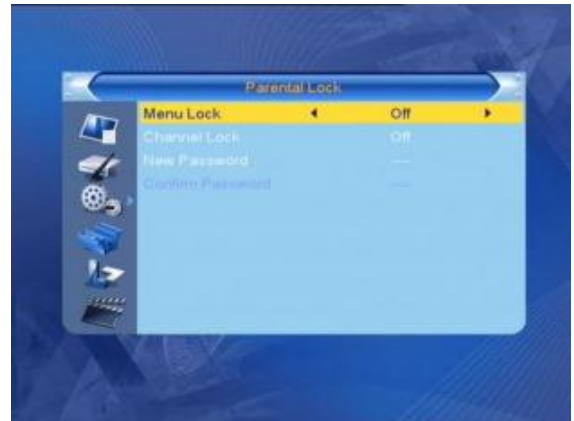 Parental Lock
Menu Lock Off
Channel Lock Off
New Password ----
Confirm Password ----